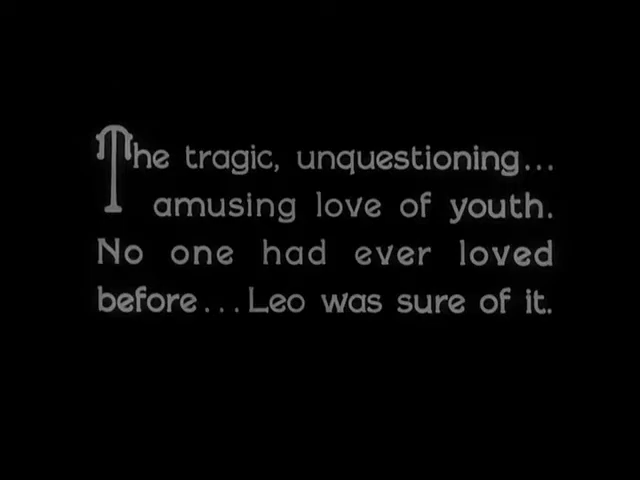 The tragic, unquestioning...
amusing love of youth.
No one had ever loved
before...Leo was sure of it.